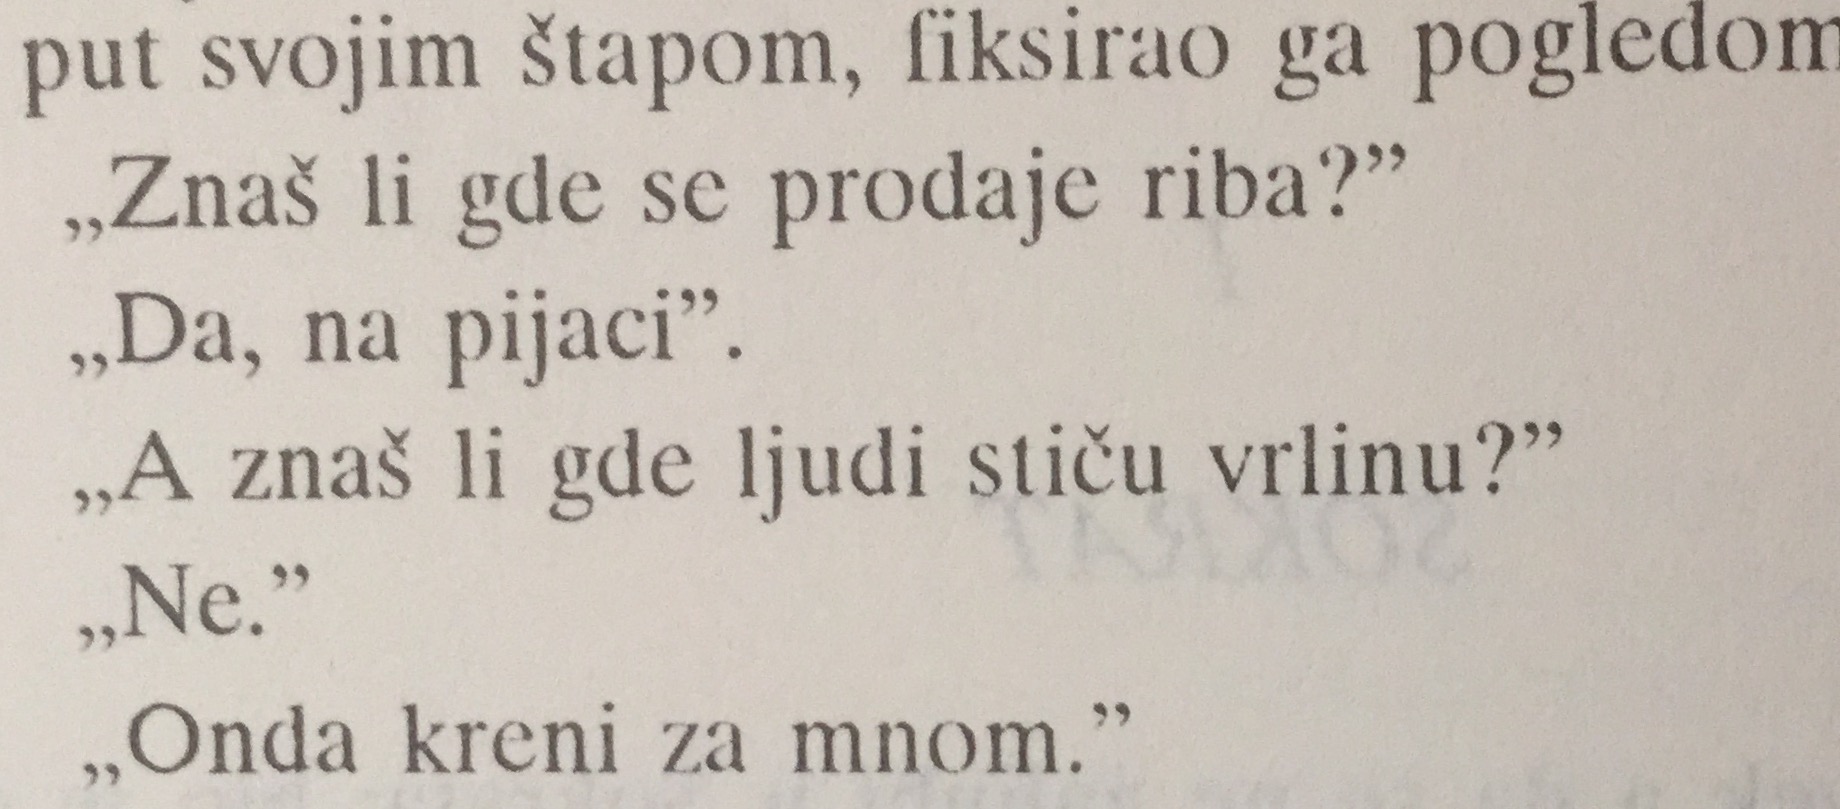 put svojim štapom, fiksirao ga pogledom
„Znaš li gde se prodaje riba?”
„Da, na pijaci”.
„A znaš li gde ljudi stiču vrlinu?”
„Ne.”
„Onda kreni za mnom.”
SOKRAT